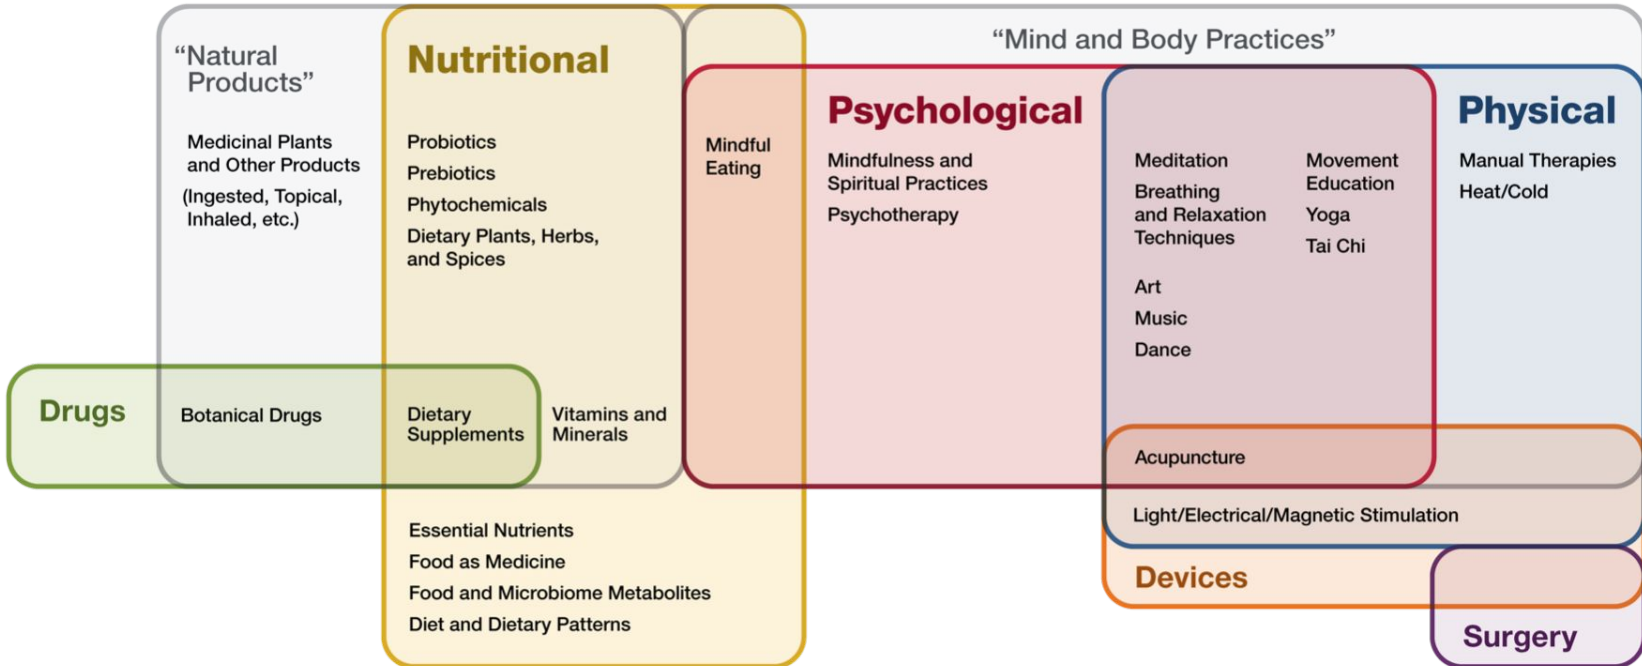 “Natural
Products”
Medicinal Plants
and Other Products
(Ingested, Topical,
Inhaled, etc.)
Nutritional
Probiotics
Prebiotics
Phytochemicals
Dietary Plants, Herbs,
and Spices
Mindful
Eating
“Mind and Body Practices”
Psychological
Mindfulness and
Spiritual Practices
Psychotherapy
Meditation
Breathing
and Relaxation
Techniques
Art
Music
Dance
Movement
Education
Yoga
Tai Chi
Physical
Manual Therapies
Heat/Cold
Drugs
Botanical Drugs
Dietary
Supplements
Vitamins and
Minerals
Acupuncture
Light/Electrical/Magnetic Stimulation
Essential Nutrients
Food as Medicine
Food and Microbiome Metabolites
Diet and Dietary Patterns
Devices
Surgery